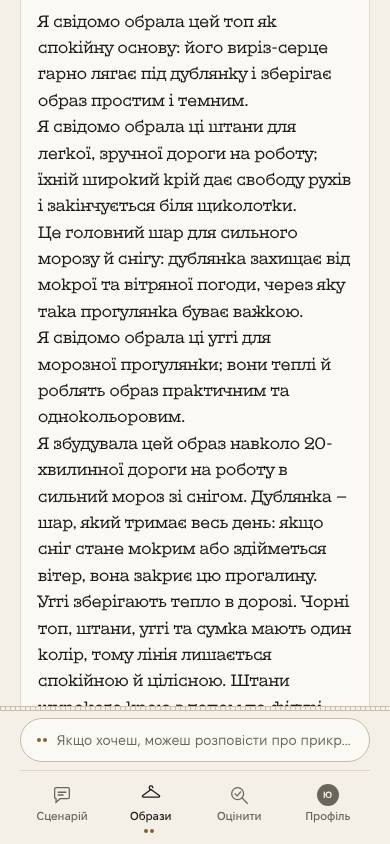 Я свідомо обрала цей топ як
спокійну основу: його виріз-серце
гарно лягає під дублянку і зберігає
образ простим і темним.
Я свідомо обрала ці штани для
легкої, зручної дороги на роботу;
їхній широкий крій дає свободу рухів
і закінчується біля щиколотки.
Це головний шар для сильного
морозу й снігу: дублянка захищає від
мокрої та вітряної погоди, через яку
така прогулянка буває важкою.
Я свідомо обрала ці уггі для
морозної прогулянки; вони теплі й
роблять образ практичним та
однокольоровим.
Я збудувала цей образ навколо 20-
хвилинної дороги на роботу в
сильний мороз зі снігом. Дублянка —
шар, який тримає весь день: якщо
сніг стане мокрим або здійметься
вітер, вона закриє цю прогалину.
Уггі зберігають тепло в дорозі. Чорні
топ, штани, уггі та сумка мають один
колір, тому лінія лишається
спокійною й цілісною. Штани
Якщо хочеш, можеш розповісти про прикр...
Сценарій
Образи
Оцінити
Ю
Профіль